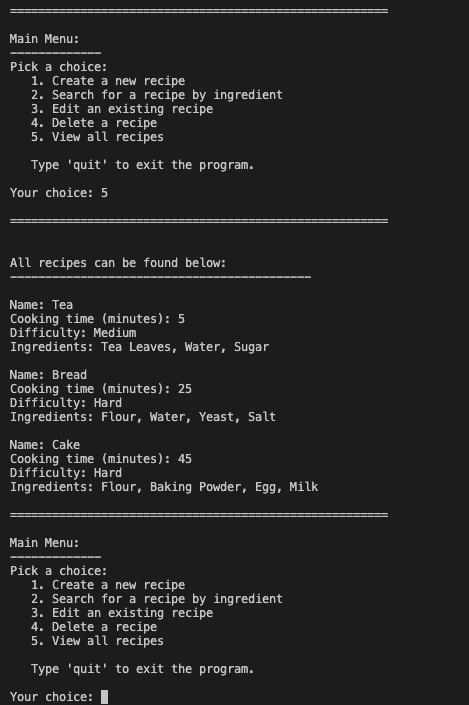 ======================================================
Main Menu:
-------------
Pick a choice:
   1. Create a new recipe
   2. Search for a recipe by ingredient
   3. Edit an existing recipe
   4. Delete a recipe
   5. View all recipes
   Type 'quit' to exit the program.
Your choice: 5
======================================================
All recipes can be found below:
-------------------------------------------
Name: Tea
Cooking time (minutes): 5
Difficulty: Medium
Ingredients: Tea Leaves, Water, Sugar
Name: Bread
Cooking time (minutes): 25
Difficulty: Hard
Ingredients: Flour, Water, Yeast, Salt
Name: Cake
Cooking time (minutes): 45
Difficulty: Hard
Ingredients: Flour, Baking Powder, Egg, Milk
======================================================
Main Menu:
-------------
Pick a choice:
   1. Create a new recipe
   2. Search for a recipe by ingredient
   3. Edit an existing recipe
   4. Delete a recipe
   5. View all recipes
   Type 'quit' to exit the program.
Your choice: